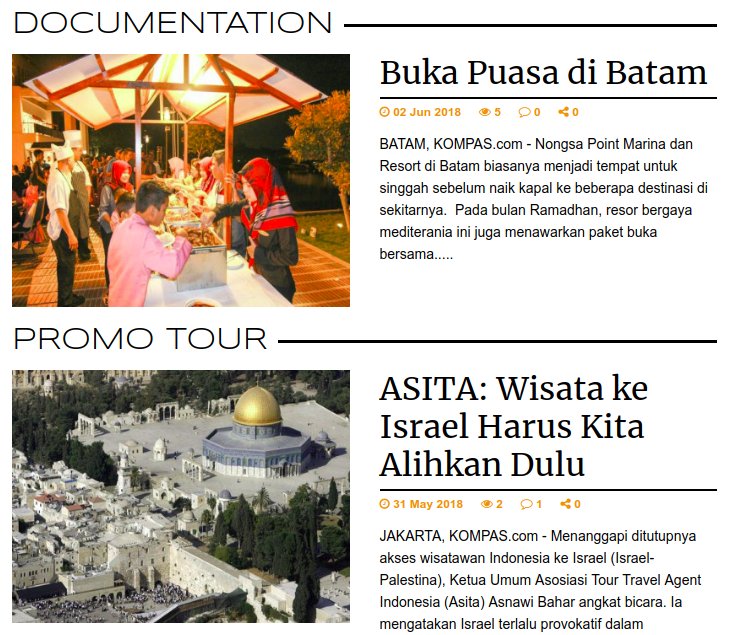 DOCUMENTATION
Buka Puasa di Batam
02 Jun 2018 5 0 0
BATAM, KOMPAS.com - Nongsa Point Marina dan
Resort di Batam biasanya menjadi tempat untuk
singgah sebelum naik kapal ke beberapa destinasi di
sekitarnya.  Pada bulan Ramadhan, resor bergaya
mediterania ini juga menawarkan paket buka
bersama.....
PROMO TOUR
ASITA: Wisata ke
Israel Harus Kita
Alihkan Dulu
31 May 2018 2 1 0
JAKARTA, KOMPAS.com - Menanggapi ditutupnya
akses wisatawan Indonesia ke Israel (Israel-
Palestina), Ketua Umum Asosiasi Tour Travel Agent
Indonesia (Asita) Asnawi Bahar angkat bicara. Ia
mengatakan Israel terlalu provokatif dalam